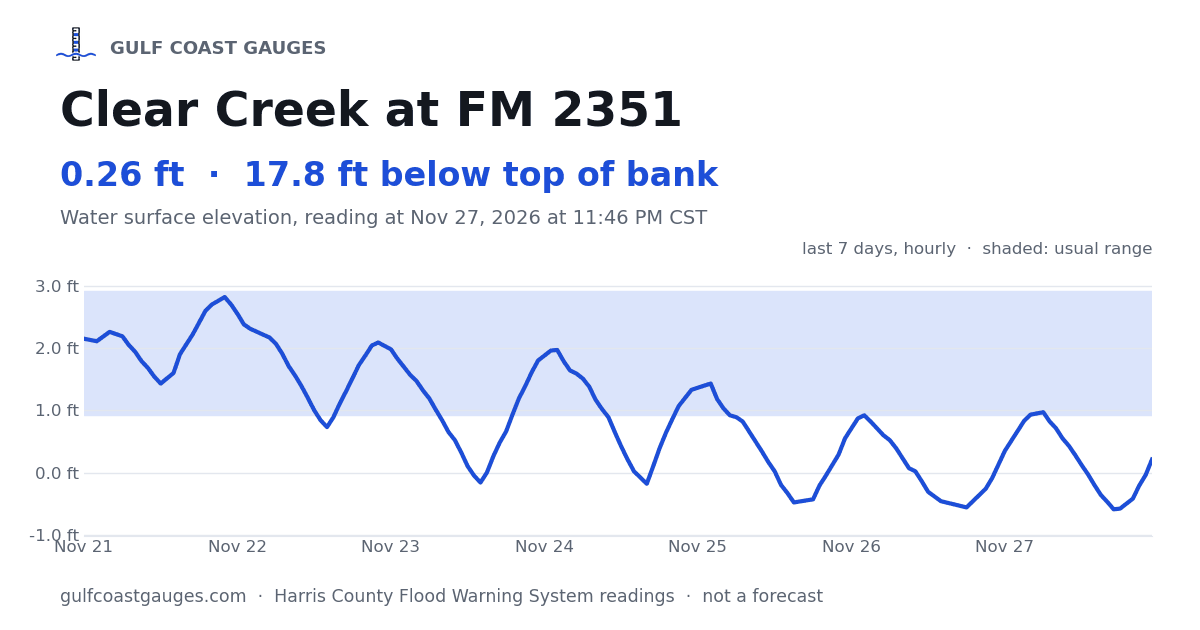 GULF COAST GAUGES
Clear Creek at FM 2351
0.26 ft · 17.8 ft below top of bank
Water surface elevation, reading at Nov 27, 2026 at 11:46 PM CST
last 7 days, hourly · shaded: usual range
3.0 ft
2.0 ft
1.0 ft
0.0 ft
-1.0 ft
Nov 21 Nov 22 Nov 23 Nov 24 Nov 25 Nov 26 Nov 27
gulfcoastgauges.com · Harris County Flood Warning System readings · not a forecast